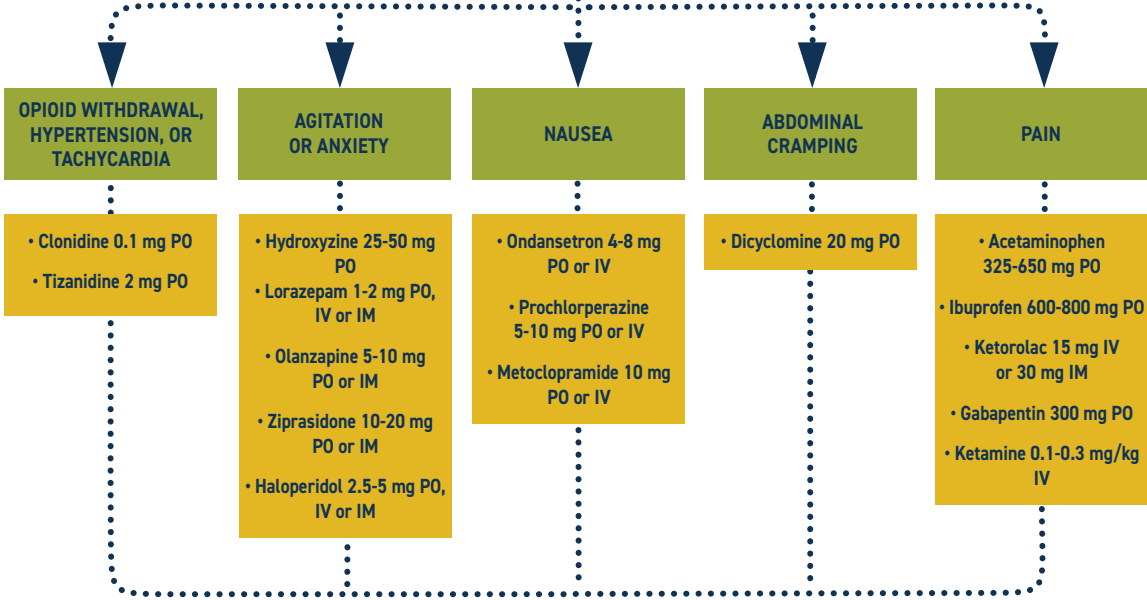 OPIOID WITHDRAWAL,
HYPERTENSION, OR
TACHYCARDIA
• Clonidine 0.1 mg PO
• Tizanidine 2 mg PO
AGITATION
OR ANXIETY
• Hydroxyzine 25-50 mg
PO
• Lorazepam 1-2 mg PO,
IV or IM
• Olanzapine 5-10 mg
PO or IM
• Ziprasidone 10-20 mg
PO or IM
• Haloperidol 2.5-5 mg PO,
IV or IM
NAUSEA
• Ondansetron 4-8 mg
PO or IV
• Prochlorperazine
5-10 mg PO or IV
• Metoclopramide 10 mg
PO or IV
ABDOMINAL
CRAMPING
• Dicyclomine 20 mg PO
PAIN
• Acetaminophen
325-650 mg PO
• Ibuprofen 600-800 mg PO
• Ketorolac 15 mg IV
or 30 mg IM
• Gabapentin 300 mg PO
• Ketamine 0.1-0.3 mg/kg
IV